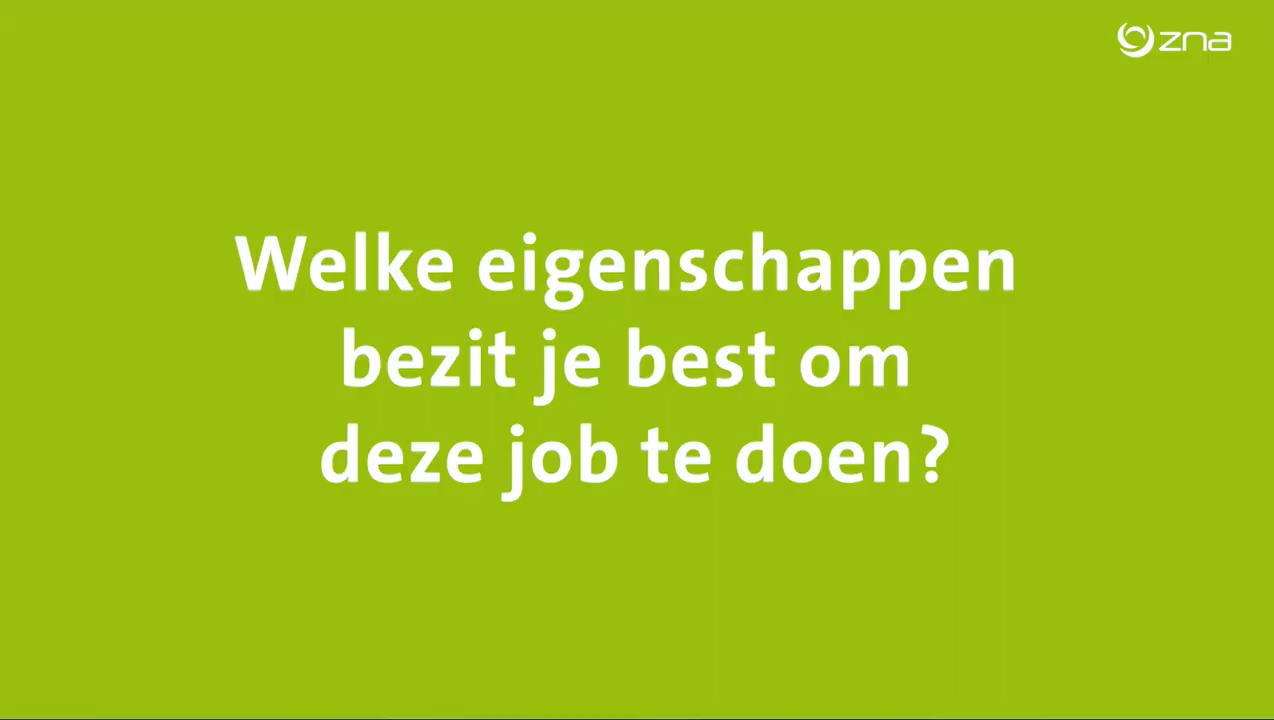 zna
Welke eigenschappen
bezit je best om
deze job te doen?